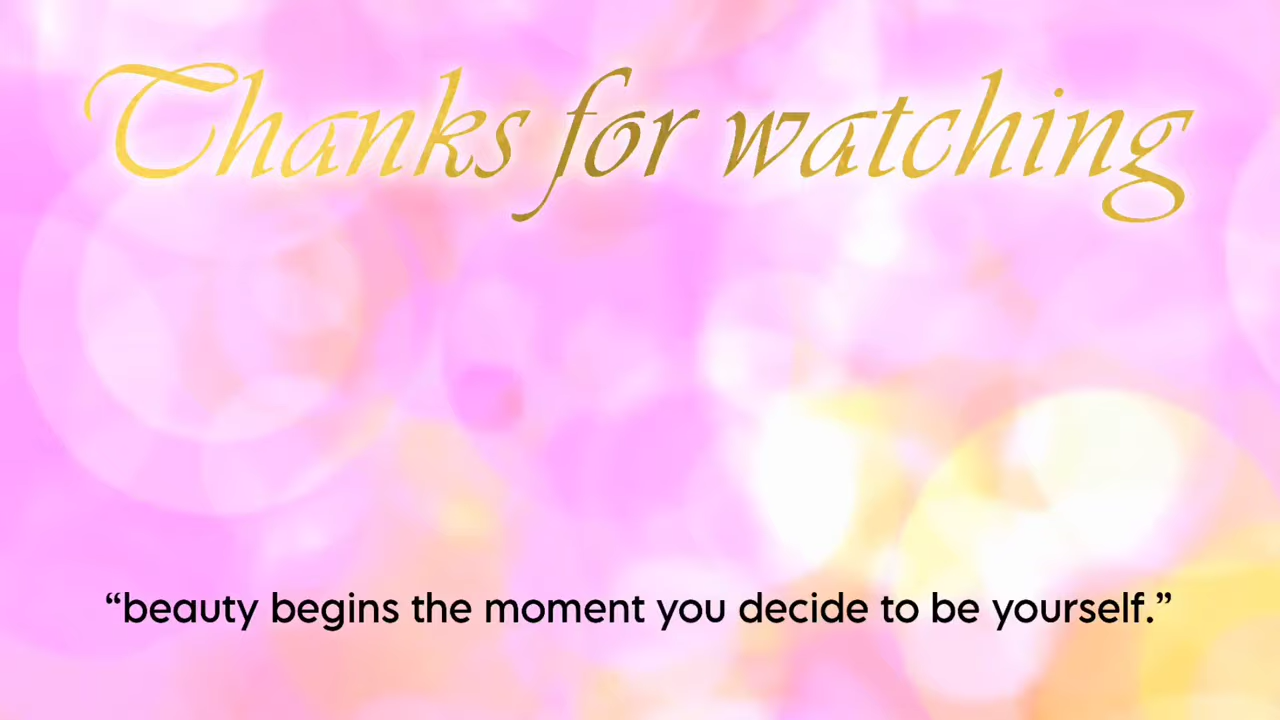 Thanks for watching
“beauty begins the moment you decide to be yourself.”